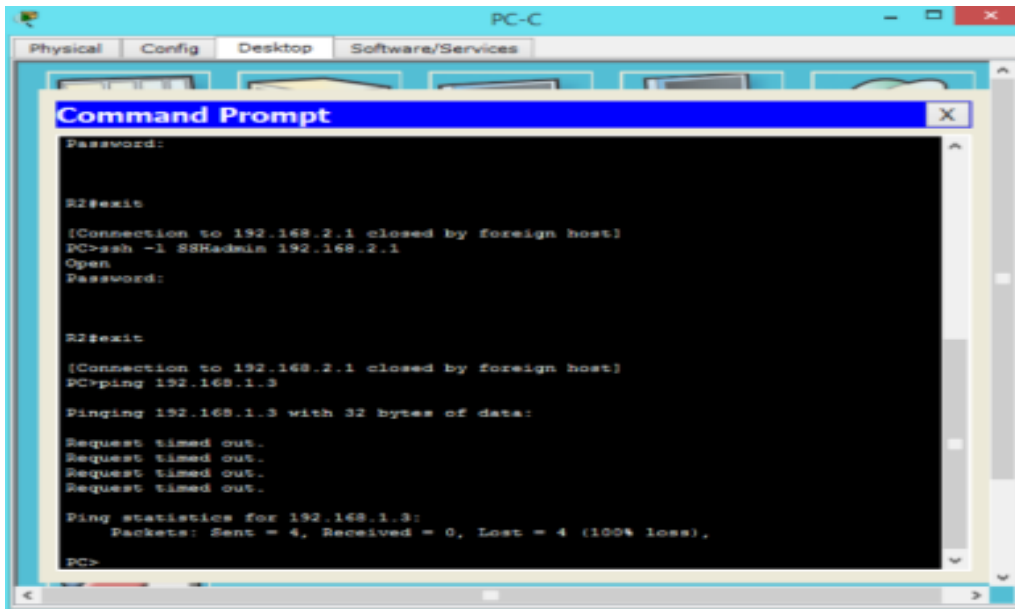 PC-C
Physical Config Desktop Software/Services
Command Prompt
X
Password:
R2#exit
[Connection to 192.168.2.1 closed by foreign host]
PC>ssh -l SSHadmin 192.168.2.1
Open
Password:
R2#exit
[Connection to 192.168.2.1 closed by foreign host]
PC>ping 192.168.1.3
Pinging 192.168.1.3 with 32 bytes of data:
Request timed out.
Request timed out.
Request timed out.
Request timed out.
Ping statistics for 192.168.1.3:
Packets: Sent = 4, Received = 0, Lost = 4 (100% loss),
PC>